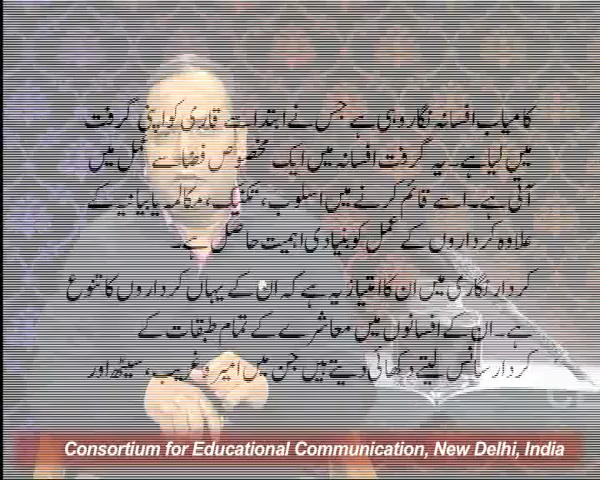 کامیاب افسانہ نگار وہی ہے جس نے ابتدا سے قاری کو اپنی گرفت
میں لیا ہے۔ یہ گرفت افسانہ میں ایک مخصوص فضا سے عمل میں
آتی ہے۔ اسے قائم کرنے میں اسلوب، تکنیک، مکالمہ یا بیانیہ کے
علاوہ کرداروں کے عمل کو بنیادی اہمیت حاصل ہے۔
کردار نگاری میں ان کا امتیاز یہ ہے کہ ان کے یہاں کرداروں کا تنوع
ہے۔ ان کے افسانوں میں معاشرے کے تمام طبقات کے
کردار سانس لیتے دکھائی دیتے ہیں جن میں امیر و غریب، سیٹھ اور
Consortium for Educational Communication, New Delhi, India